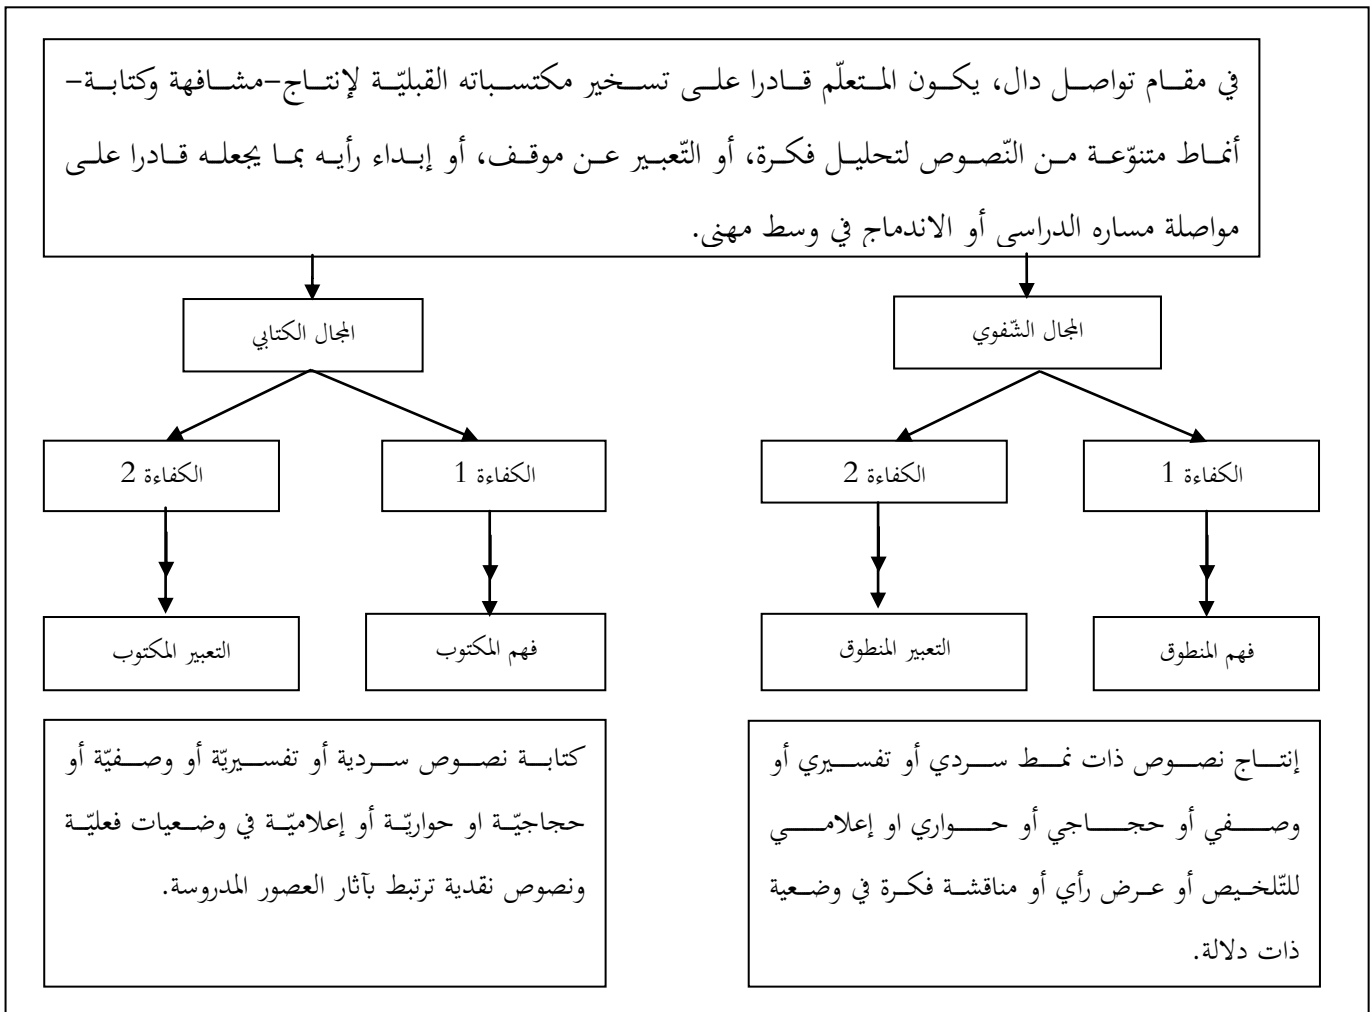 في مقام تواصل دال، يكون المتعلّم قادرا على تسخير مكتسباته القبليّة لإنتاج-مشافهة وكتابة-
أنماط متنوّعة من النّصوص لتحليل فكرة، أو التّعبير عن موقف، أو إبداء رأيه بما يجعله قادرا على
مواصلة مساره الدراسي أو الاندماج في وسط مهني.
المجال الشّفوي
المجال الكتابي
الكفاءة 1
الكفاءة 2
الكفاءة 1
الكفاءة 2
فهم المنطوق
التعبير المنطوق
فهم المكتوب
التعبير المكتوب
إنتاج نصوص ذات نمط سردي أو تفسيري أو
وصفي أو حجاجي أو حواري او إعلامي
للتّلخيص أو عرض رأي أو مناقشة فكرة في وضعية
ذات دلالة.
كتابة نصوص سردية أو تفسيريّة أو وصفيّة أو
حجاجيّة او حواريّة أو إعلاميّة في وضعيات فعليّة
ونصوص نقدية ترتبط بآثار العصور المدروسة.